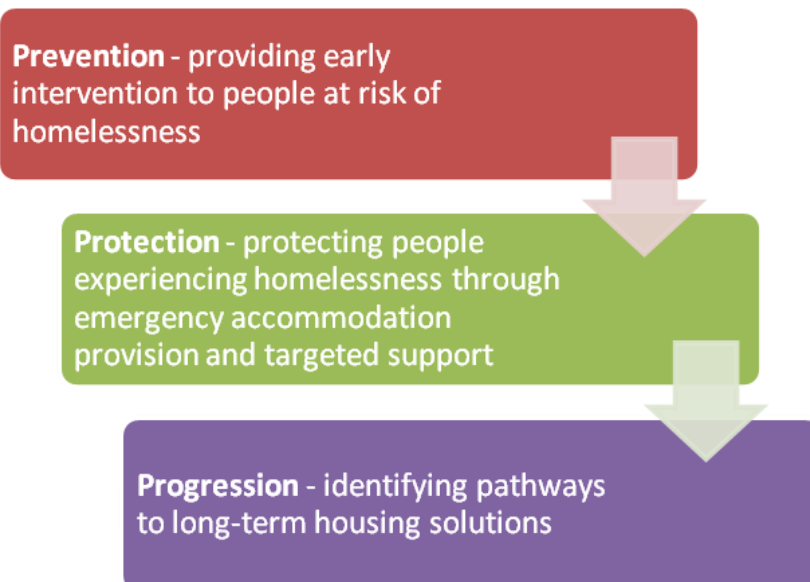 Prevention - providing early
intervention to people at risk of
homelessness
Protection - protecting people
experiencing homelessness through
emergency accommodation
provision and targeted support
Progression - identifying pathways
to long-term housing solutions